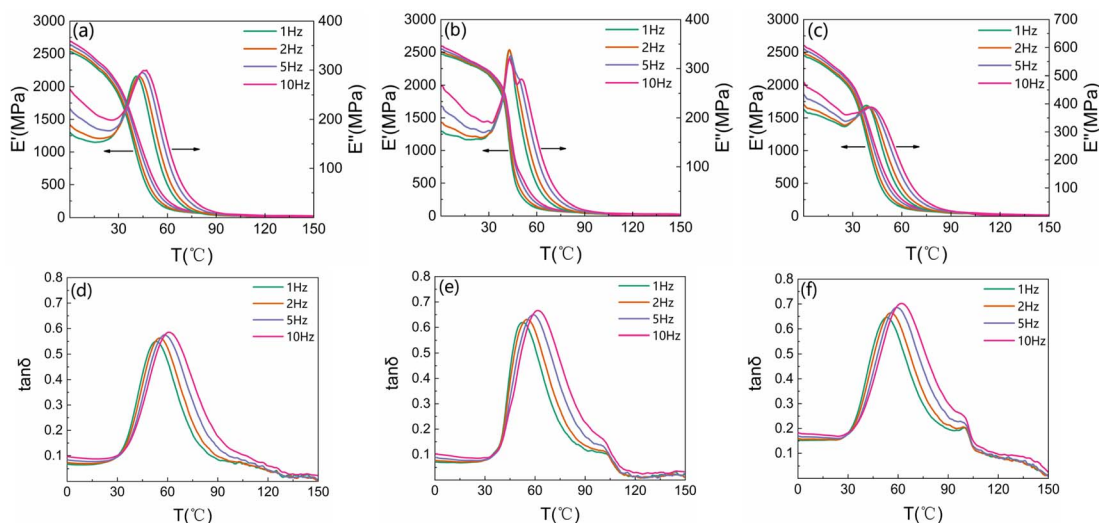 (a)
1Hz
2Hz
5Hz
10Hz
3000
2500
2000
1500
1000
500
0
400
300
200
100
0
0 30 60 90 120 150
E'(MPa)
E''(MPa)
T(℃)
(b)
1Hz
2Hz
5Hz
10Hz
3000
2500
2000
1500
1000
500
0
400
300
200
100
0
0 30 60 90 120 150
E'(MPa)
E''(MPa)
T(℃)
(c)
1Hz
2Hz
5Hz
10Hz
3000
2500
2000
1500
1000
500
0
700
600
500
400
300
200
100
0 30 60 90 120 150
E'(MPa)
E''(MPa)
T(℃)
(d)
1Hz
2Hz
5Hz
10Hz
0.8
0.7
0.6
0.5
0.4
0.3
0.2
0.1
0 30 60 90 120 150
tanδ
T(℃)
(e)
1Hz
2Hz
5Hz
10Hz
0.8
0.7
0.6
0.5
0.4
0.3
0.2
0.1
0 30 60 90 120 150
tanδ
T(℃)
(f)
1Hz
2Hz
5Hz
10Hz
0.8
0.7
0.6
0.5
0.4
0.3
0.2
0.1
0 30 60 90 120 150
tanδ
T(℃)